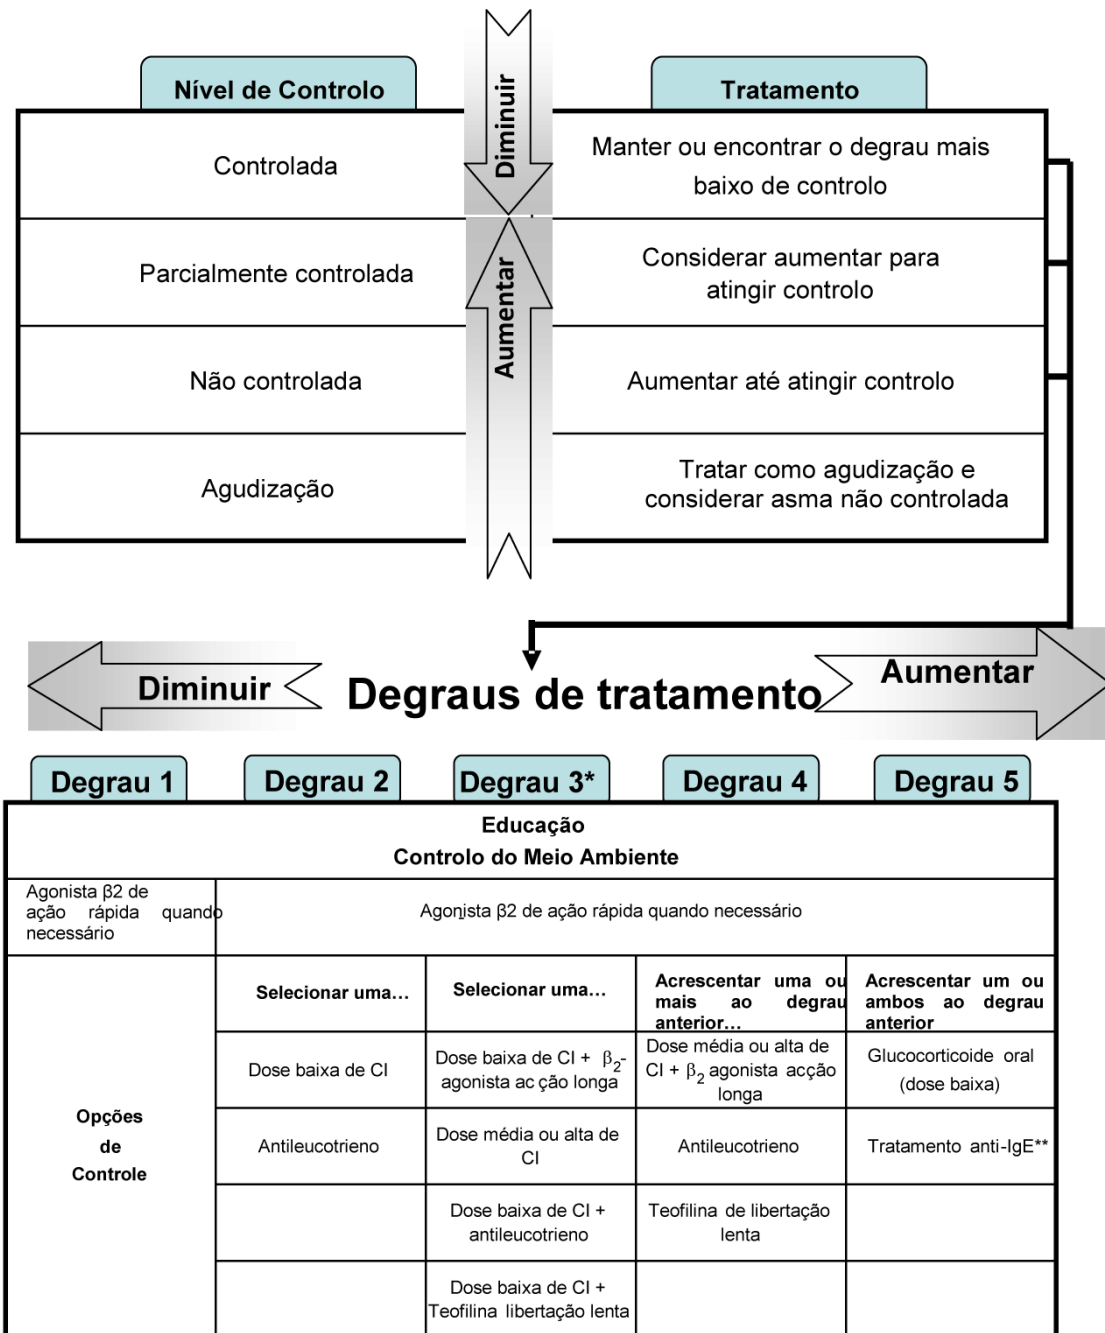 Nível de Controlo
Diminuir
Tratamento
Controlada
Manter ou encontrar o degrau mais
baixo de controlo
Parcialmente controlada
Aumentar
Considerar aumentar para
atingir controlo
Não controlada
Aumentar até atingir controlo
Agudização
Tratar como agudização e
considerar asma não controlada
Diminuir
Degraus de tratamento
Aumentar
Degrau 1
Degrau 2
Degrau 3*
Degrau 4
Degrau 5
Educação
Controlo do Meio Ambiente
Agonista β2 de
ação rápida quando
necessário
Agonista β2 de ação rápida quando necessário
Opções
de
Controle
Selecionar uma…
Selecionar uma…
Acrescentar uma ou
mais ao degrau
anterior…
Acrescentar um ou
ambos ao degrau
anterior
Dose baixa de CI
Dose baixa de CI + β2-
agonista ac ção longa
Dose média ou alta de
CI + β2 agonista acção
longa
Glucocorticoide oral
(dose baixa)
Antileucotrieno
Dose média ou alta de
CI
Antileucotrieno
Tratamento anti-IgE**
Dose baixa de CI +
antileucotrieno
Teofilina de libertação
lenta
Dose baixa de CI +
Teofilina libertação lenta